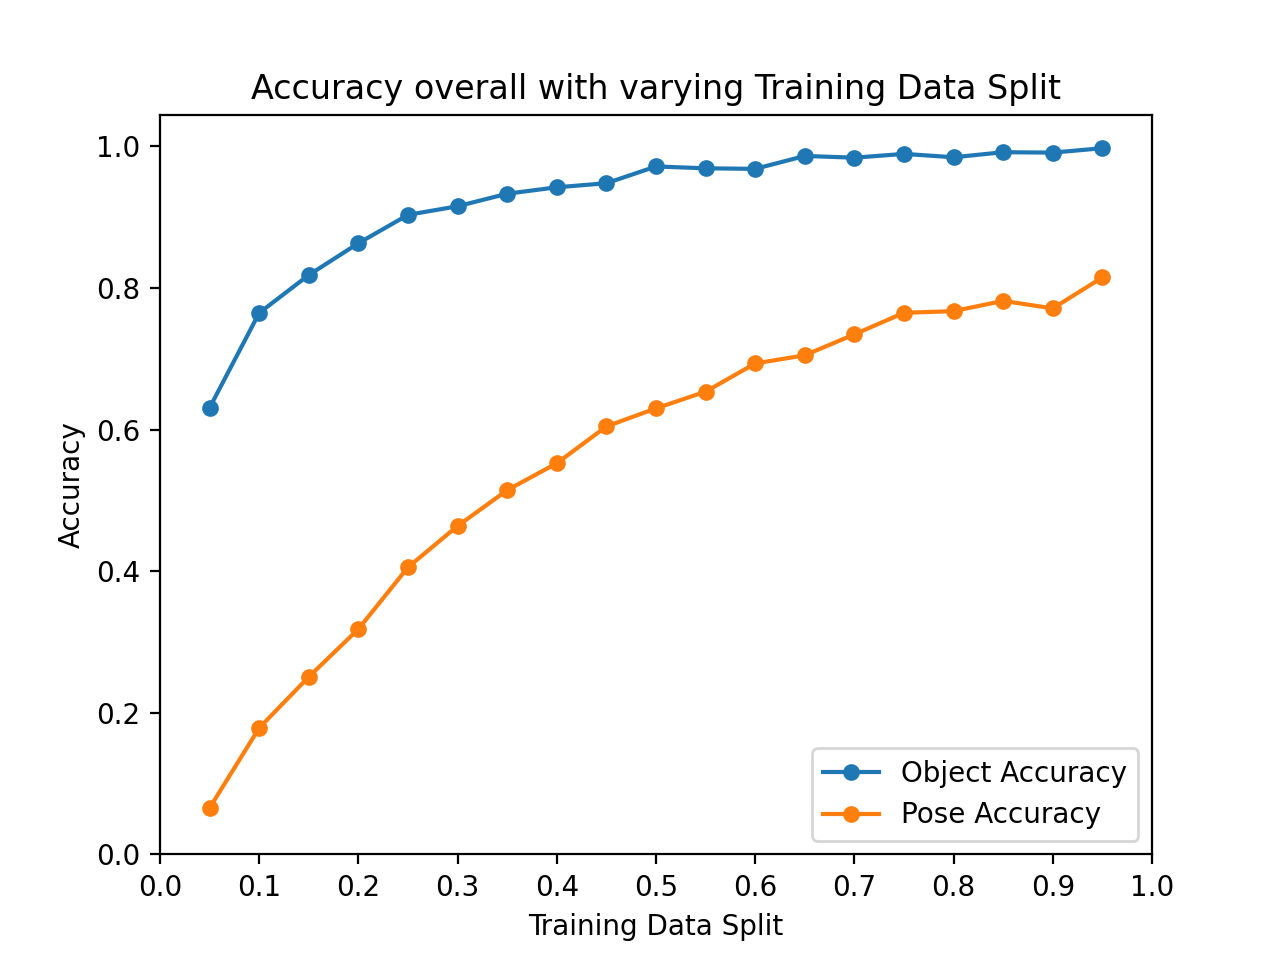 Accuracy overall with varying Training Data Split
1.0
0.8
0.6
0.4
0.2
0.0
Accuracy
Object Accuracy
Pose Accuracy
0.0 0.1 0.2 0.3 0.4 0.5 0.6 0.7 0.8 0.9 1.0
Training Data Split